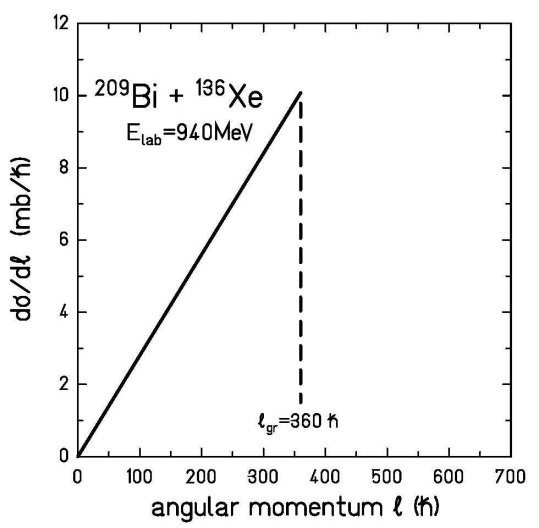 12
10
8
6
4
2
0
dσ/dℓ (mb/ħ)
²⁰⁹Bi + ¹³⁶Xe
E_lab=940MeV
ℓ_gr=360 ħ
0 100 200 300 400 500 600 700
angular momentum ℓ (ħ)